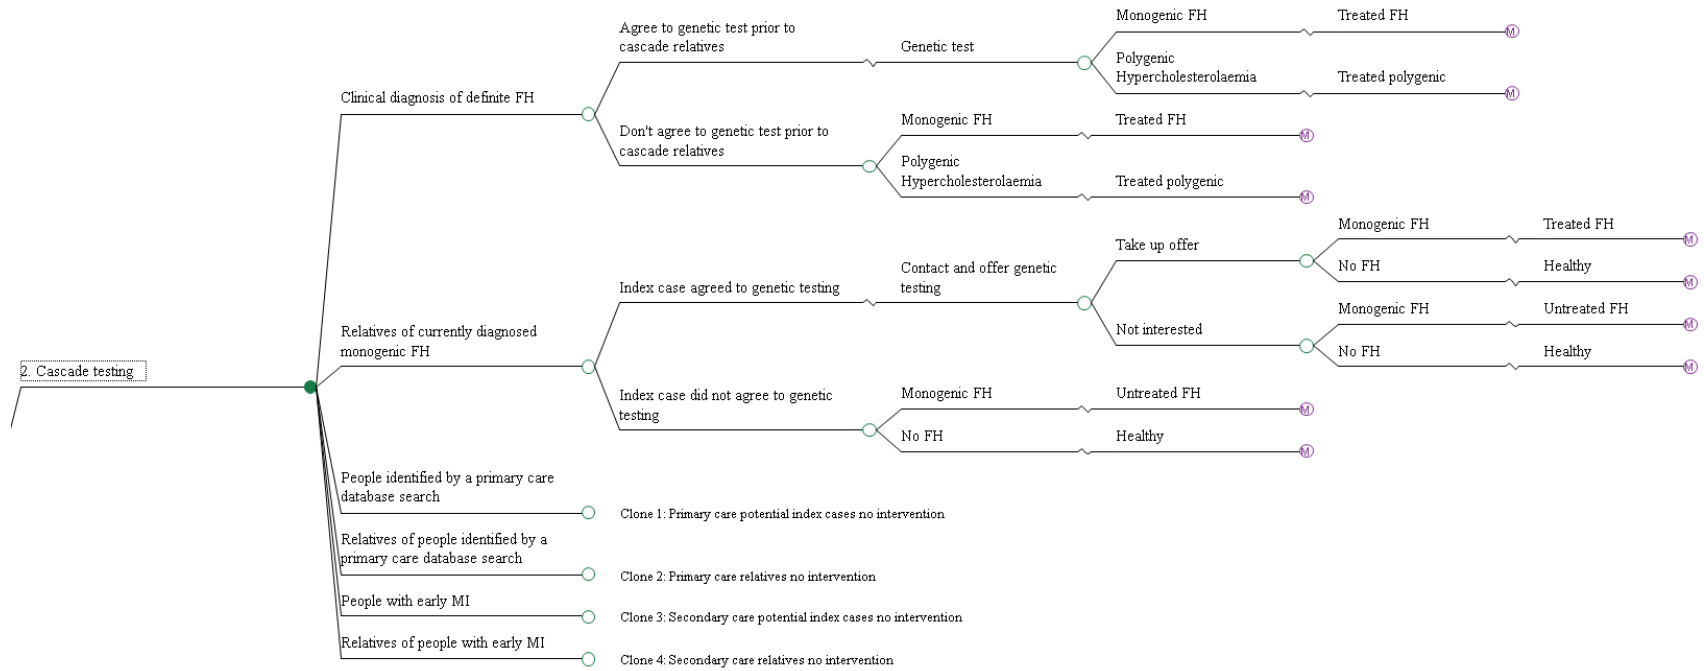 Monogenic FH
Treated FH
M
Agree to genetic test prior to
cascade relatives
Genetic test
Polygenic
Hypercholesterolaemia
Treated polygenic
M
Clinical diagnosis of definite FH
Don't agree to genetic test prior to
cascade relatives
Monogenic FH
Treated FH
M
Polygenic
Hypercholesterolaemia
Treated polygenic
M
Relatives of currently diagnosed
monogenic FH
Index case agreed to genetic testing
Contact and offer genetic
testing
Take up offer
Monogenic FH
Treated FH
M
No FH
Healthy
M
Not interested
Monogenic FH
Untreated FH
M
No FH
Healthy
M
2. Cascade testing
Index case did not agree to genetic
testing
Monogenic FH
Untreated FH
M
No FH
Healthy
M
People identified by a primary care
database search
Clone 1: Primary care potential index cases no intervention
Relatives of people identified by a
primary care database search
Clone 2: Primary care relatives no intervention
People with early MI
Clone 3: Secondary care potential index cases no intervention
Relatives of people with early MI
Clone 4: Secondary care relatives no intervention